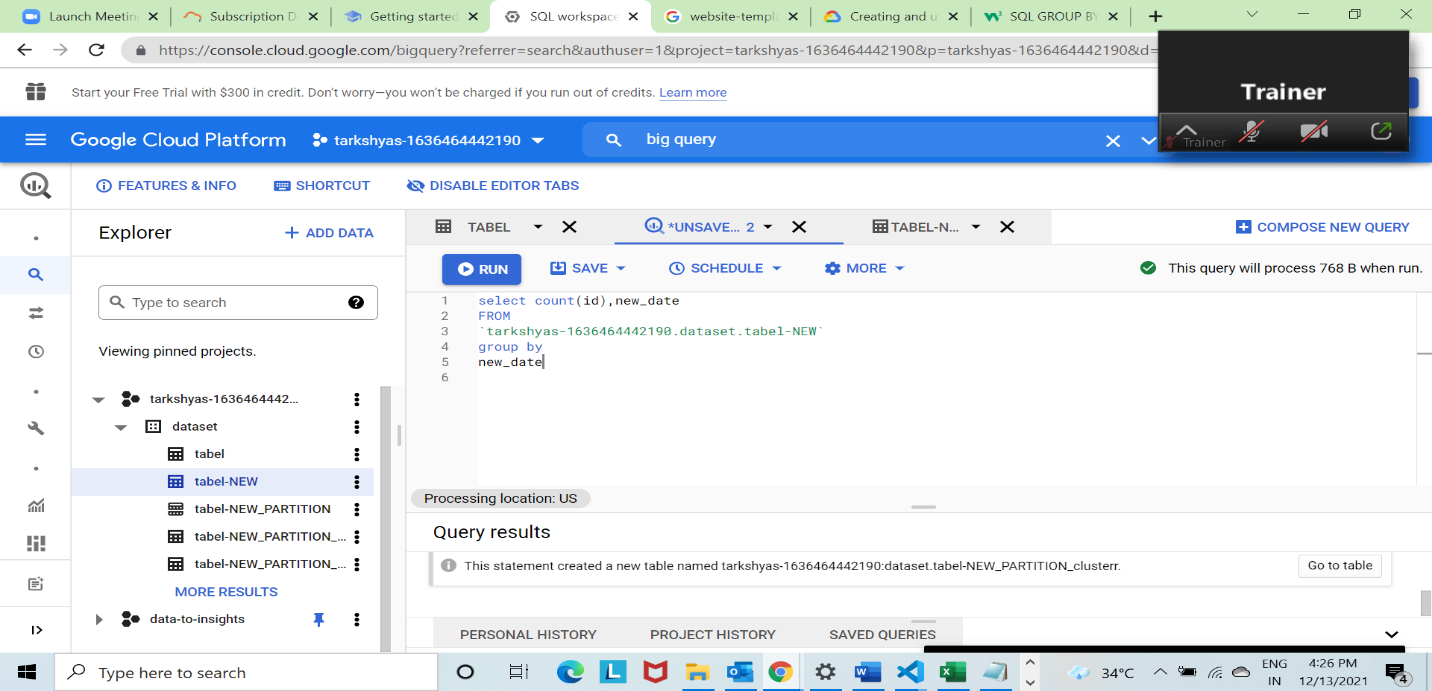 Launch Meetin
Subscription D
Getting started
SQL workspace
website-templ
Creating and u
SQL GROUP BY
https://console.cloud.google.com/bigquery?referrer=search&authuser=1&project=tarkshyas-1636464442190&p=tarkshyas-1636464442190&d=
Start your Free Trial with $300 in credit. Don't worry—you won't be charged if you run out of credits. Learn more
Trainer
Trainer
Google Cloud Platform
tarkshyas-1636464442190
big query
FEATURES & INFO
SHORTCUT
DISABLE EDITOR TABS
Explorer
+ ADD DATA
TABEL
*UNSAVE... 2
TABEL-N...
COMPOSE NEW QUERY
RUN
SAVE
SCHEDULE
MORE
This query will process 768 B when run.
Type to search
Viewing pinned projects.
tarkshyas-1636464442...
dataset
tabel
tabel-NEW
tabel-NEW_PARTITION
tabel-NEW_PARTITION_...
tabel-NEW_PARTITION_...
MORE RESULTS
data-to-insights
1 select count(id),new_date
2 FROM
3 `tarkshyas-1636464442190.dataset.tabel-NEW`
4 group by
5 new_date
6
Processing location: US
Query results
This statement created a new table named tarkshyas-1636464442190:dataset.tabel-NEW_PARTITION_clusterr.
Go to table
PERSONAL HISTORY
PROJECT HISTORY
SAVED QUERIES
Type here to search
34°C
ENG
IN
4:26 PM
12/13/2021
4